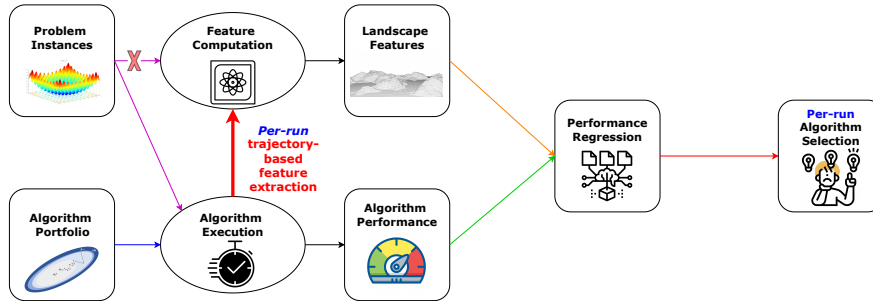 Problem
Instances
X
Feature
Computation
Landscape
Features
Per-run
trajectory-
based
feature
extraction
Performance
Regression
Per-run
Algorithm
Selection
Algorithm
Portfolio
Algorithm
Execution
Algorithm
Performance